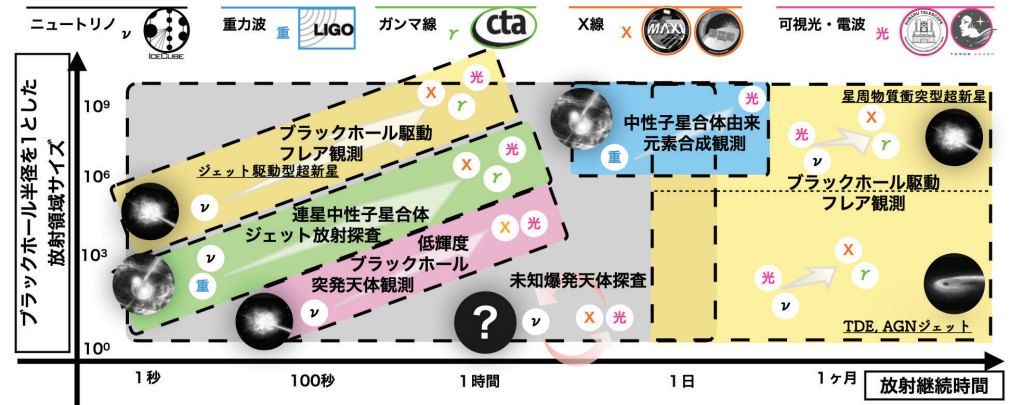 ニュートリノ ν ICECUBE 重力波 重 LIGO ガンマ線 r cta X線 X MAXI 可視光・電波 光 SUBARU TELESCOPE
ブラックホール半径を1とした
放射領域サイズ
10⁹
10⁶
10³
10⁰
ブラックホール駆動
フレア観測
ジェット駆動型超新星
ν
X
r
光
連星中性子星合体
ジェット放射探査
ν
重
X
r
光
低輝度
ブラックホール
突発天体観測
ν
X
光
中性子星合体由来
元素合成観測
重
光
未知爆発天体探査
?
ν
X
光
星周物質衝突型超新星
光
ν
X
r
ブラックホール駆動
フレア観測
光
ν
X
r
TDE, AGNジェット
1秒 100秒 1時間 1日 1ヶ月
放射継続時間